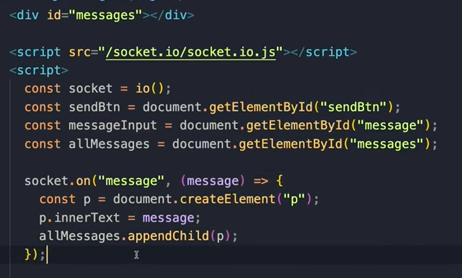 <div id="messages"></div>
<script src="/socket.io/socket.io.js"></script>
<script>
const socket = io();
const sendBtn = document.getElementById("sendBtn");
const messageInput = document.getElementById("message");
const allMessages = document.getElementById("messages");
socket.on("message", (message) => {
const p = document.createElement("p");
p.innerText = message;
allMessages.appendChild(p);
});